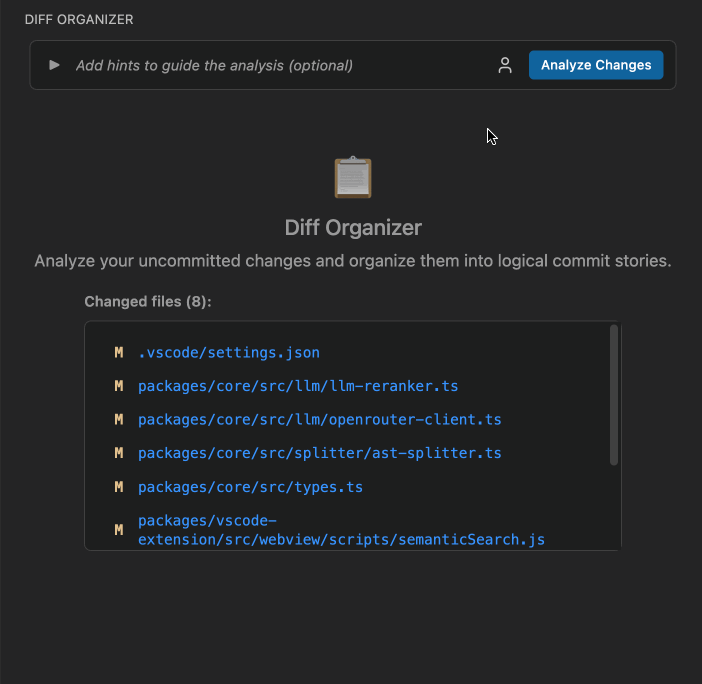 DIFF ORGANIZER
Add hints to guide the analysis (optional)
Analyze Changes
Diff Organizer
Analyze your uncommitted changes and organize them into logical commit stories.
Changed files (8):
M .vscode/settings.json
M packages/core/src/llm/llm-reranker.ts
M packages/core/src/llm/openrouter-client.ts
M packages/core/src/splitter/ast-splitter.ts
M packages/core/src/types.ts
M packages/vscode-
extension/src/webview/scripts/semanticSearch.js